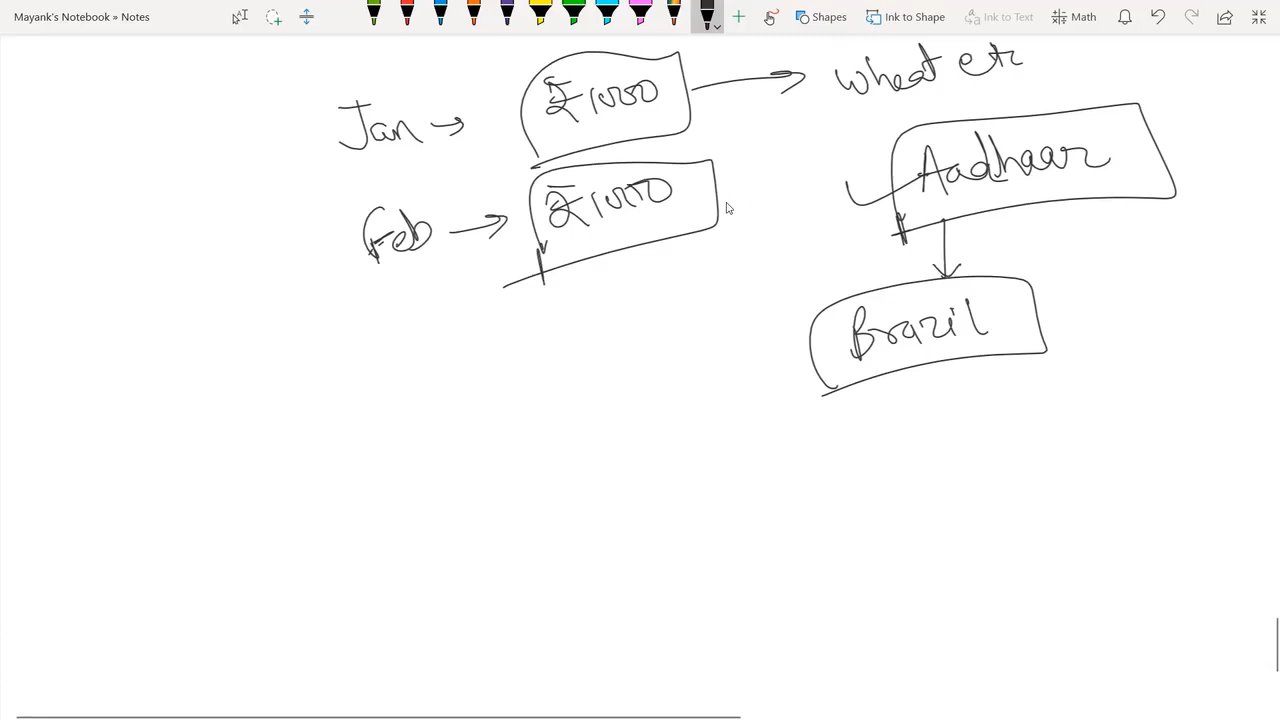 Mayank's Notebook » Notes
Shapes
Ink to Shape
Ink to Text
Math
Jan → ₹1000 → wheat etc
Aadhaar
Feb → ₹1000
Brazil